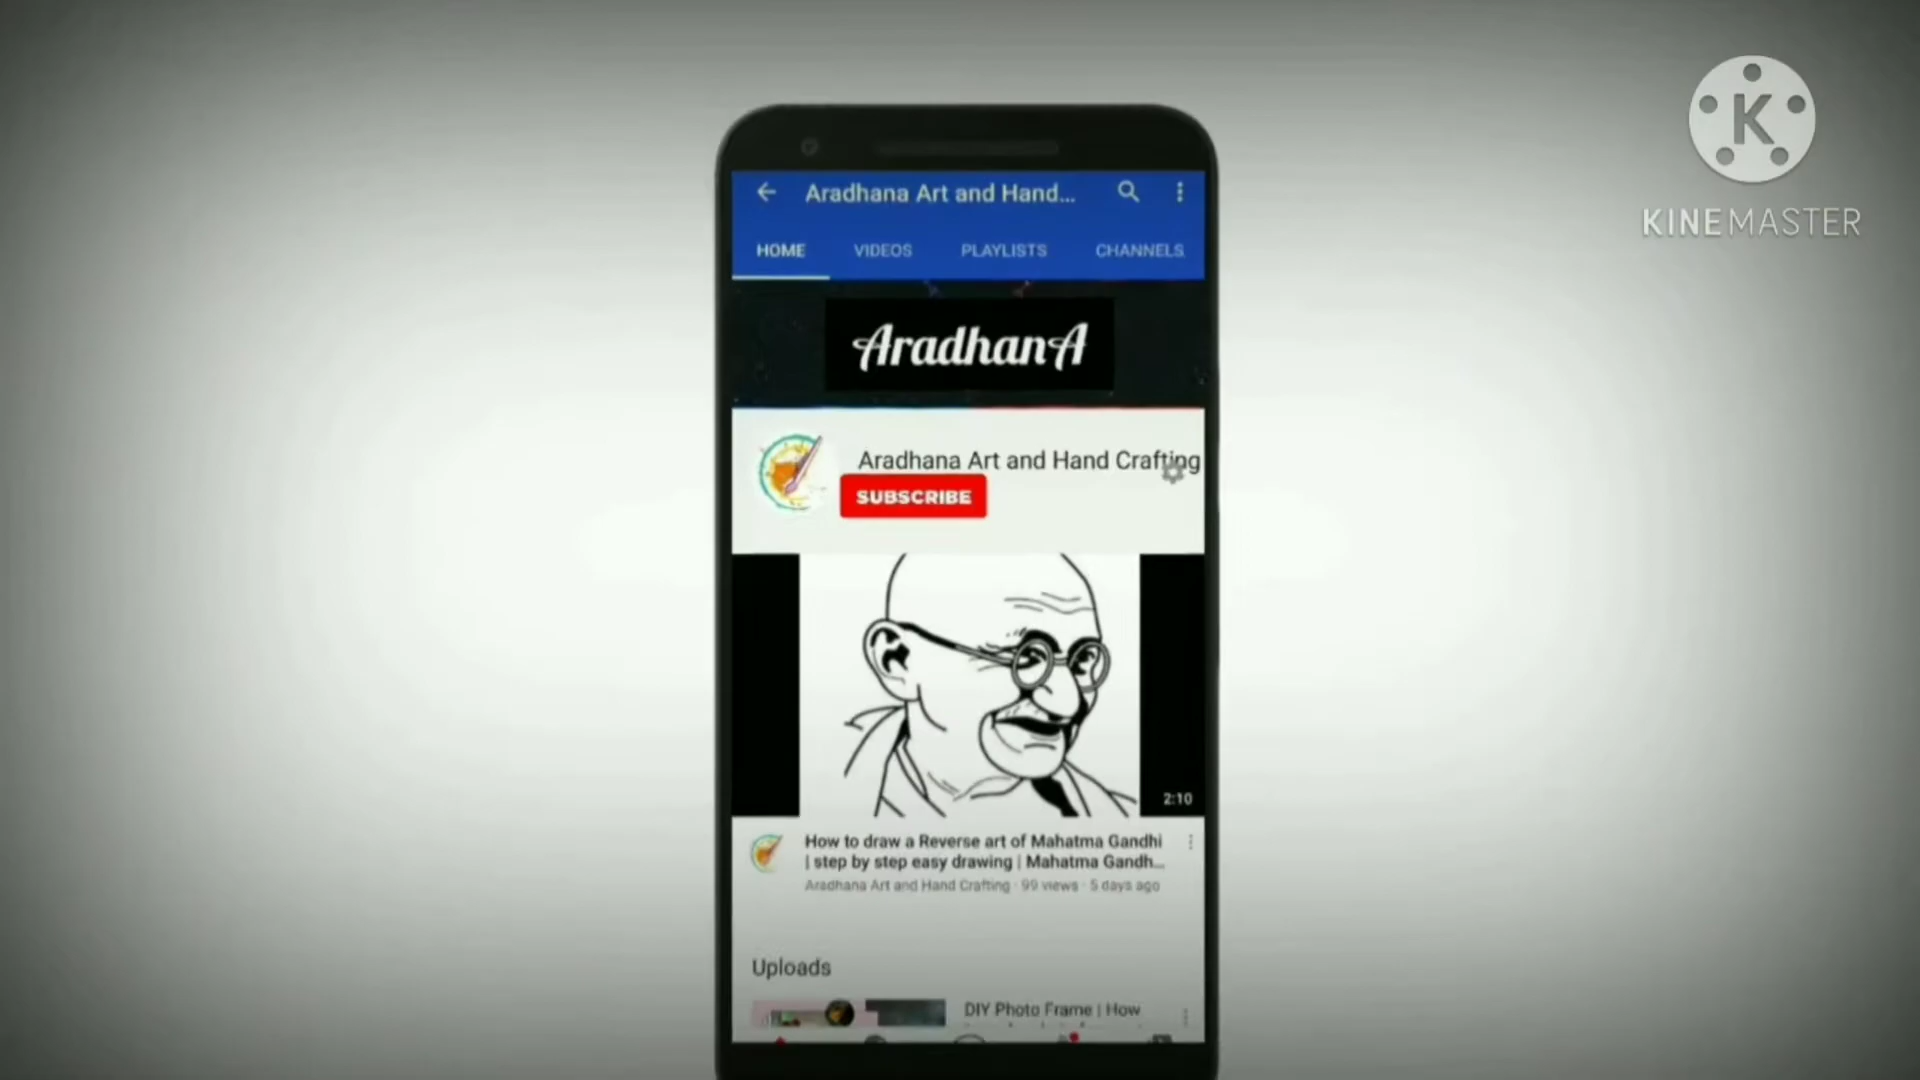 K
KINEMASTER
Aradhana Art and Hand...
HOME VIDEOS PLAYLISTS CHANNELS
AradhanA
Aradhana Art and Hand Crafting
SUBSCRIBE
2:10
How to draw a Reverse art of Mahatma Gandhi
| step by step easy drawing | Mahatma Gandh...
Aradhana Art and Hand Crafting · 99 views · 5 days ago
Uploads
DIY Photo Frame | How